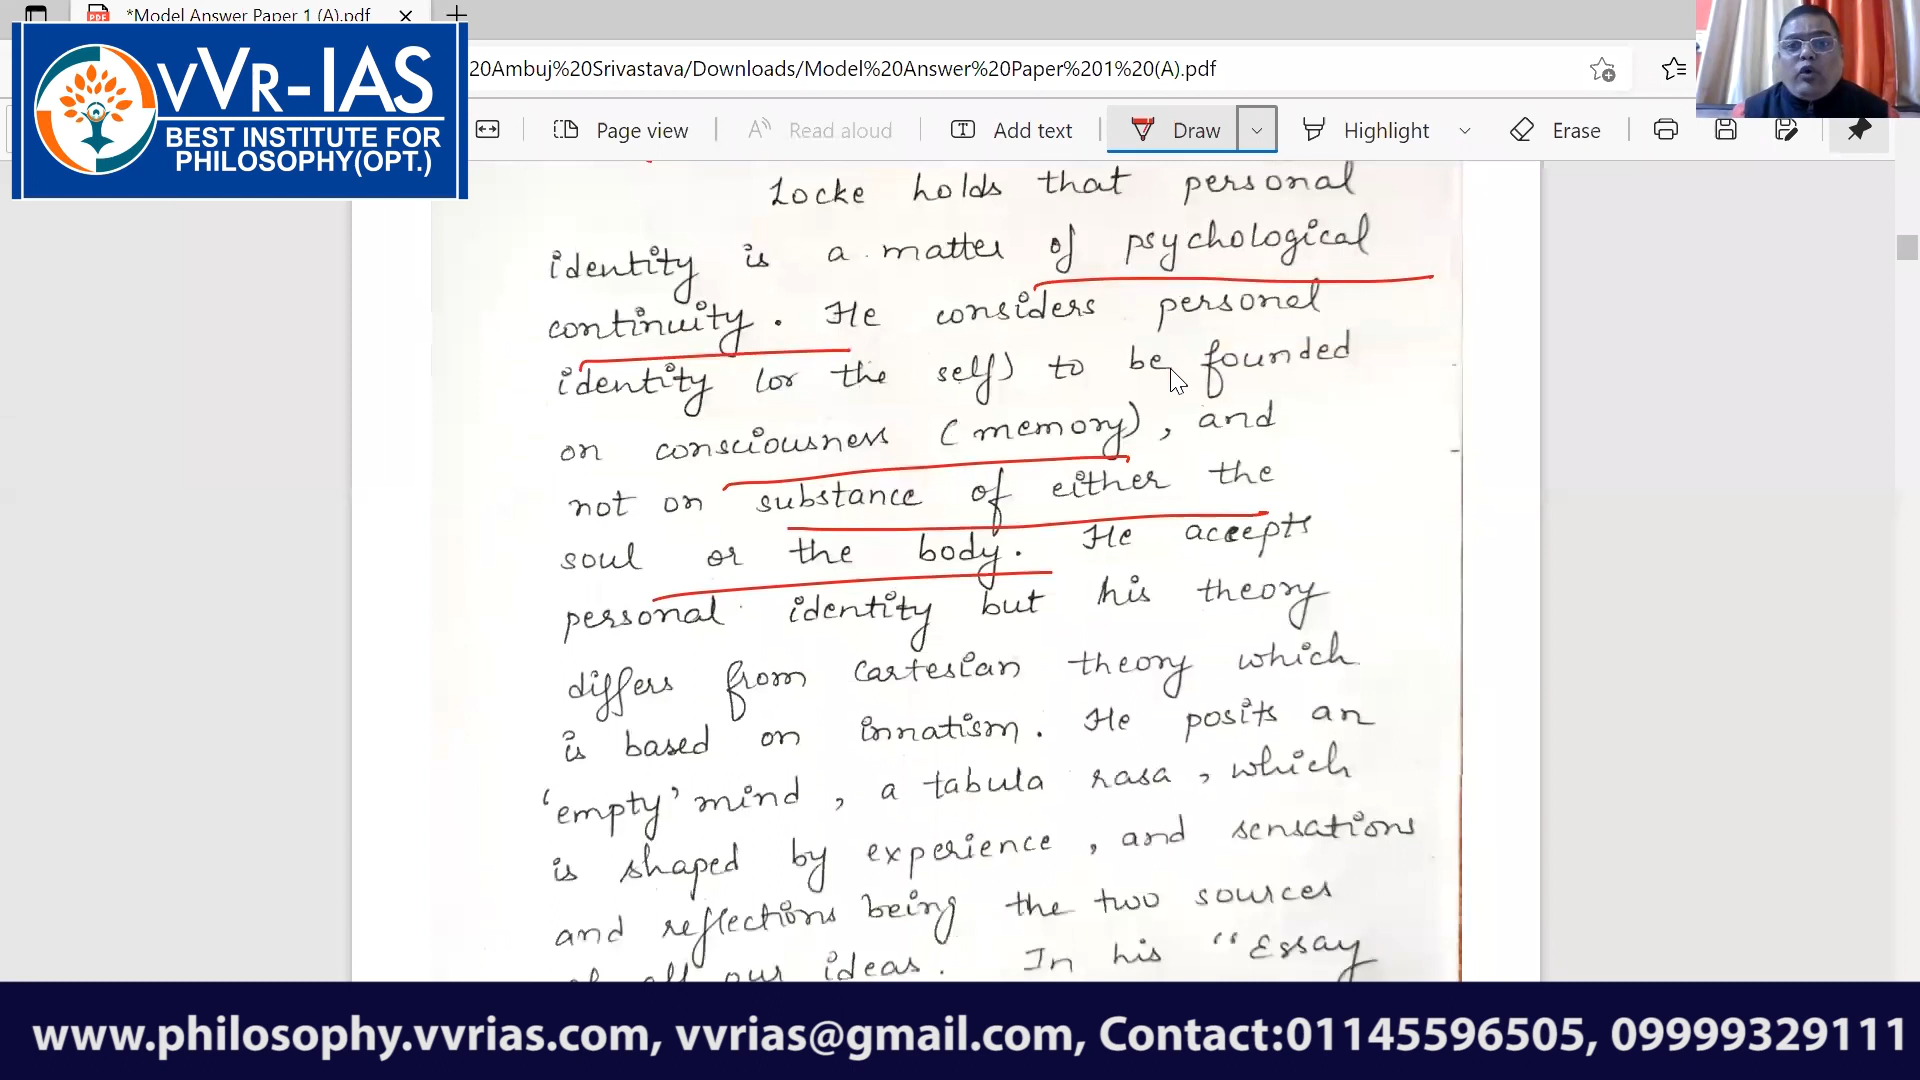 *Model Answer Paper 1 (A).pdf
VVR-IAS
BEST INSTITUTE FOR
PHILOSOPHY(OPT.)
20Ambuj%20Srivastava/Downloads/Model%20Answer%20Paper%201%20(A).pdf
Page view
Read aloud
Add text
Draw
Highlight
Erase
Locke holds that personal
identity is a matter of psychological
continuity. He considers personal
identity (or the self) to be founded
on consciousness (memory), and
not on substance of either the
soul or the body. He accepts
personal identity but his theory
differs from Cartesian theory which
is based on innatism. He posits an
'empty' mind, a tabula rasa, which
is shaped by experience, and sensations
and reflections being the two sources
of all our ideas. In his "Essay
www.philosophy.vvrias.com, vvrias@gmail.com, Contact:01145596505, 09999329111